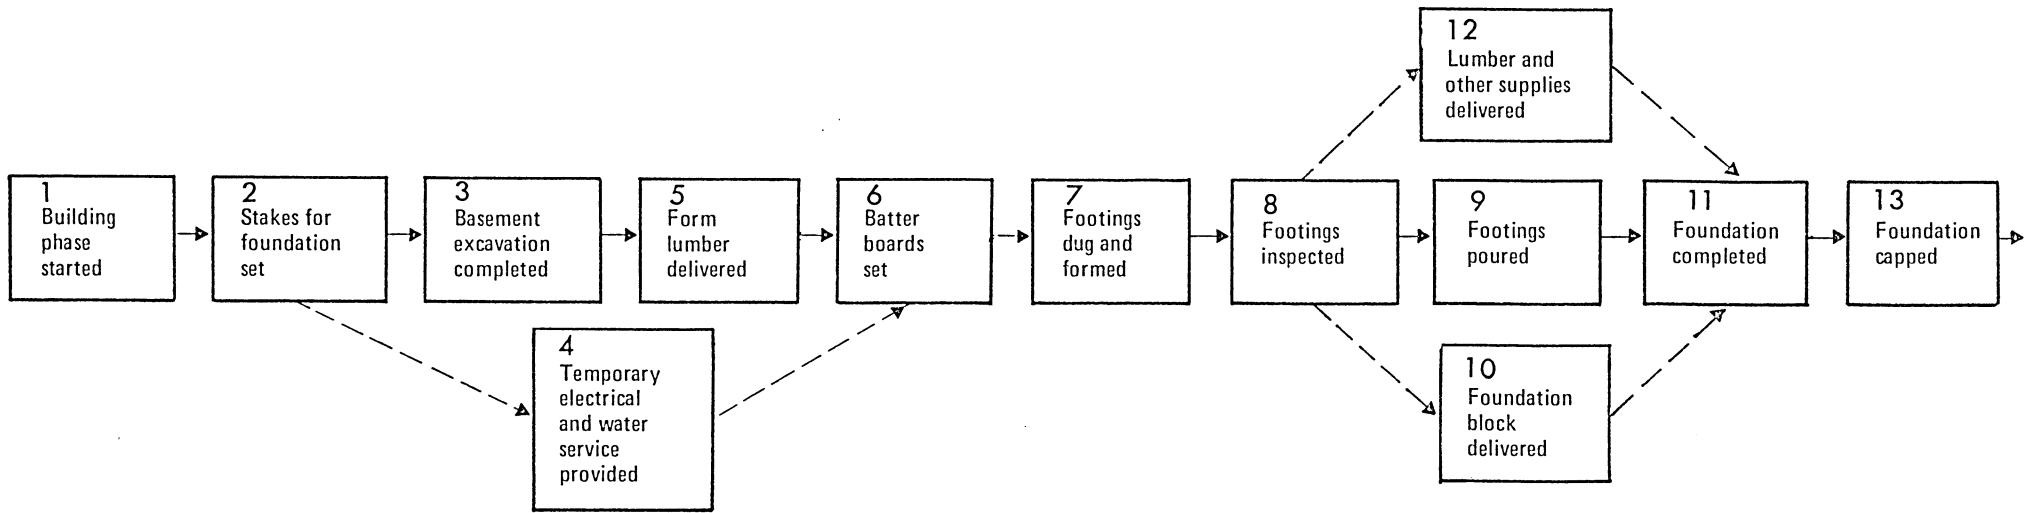 1
Building
phase
started
2
Stakes for
foundation
set
3
Basement
excavation
completed
4
Temporary
electrical
and water
service
provided
5
Form
lumber
delivered
6
Batter
boards
set
7
Footings
dug and
formed
8
Footings
inspected
12
Lumber and
other supplies
delivered
9
Footings
poured
10
Foundation
block
delivered
11
Foundation
completed
13
Foundation
capped